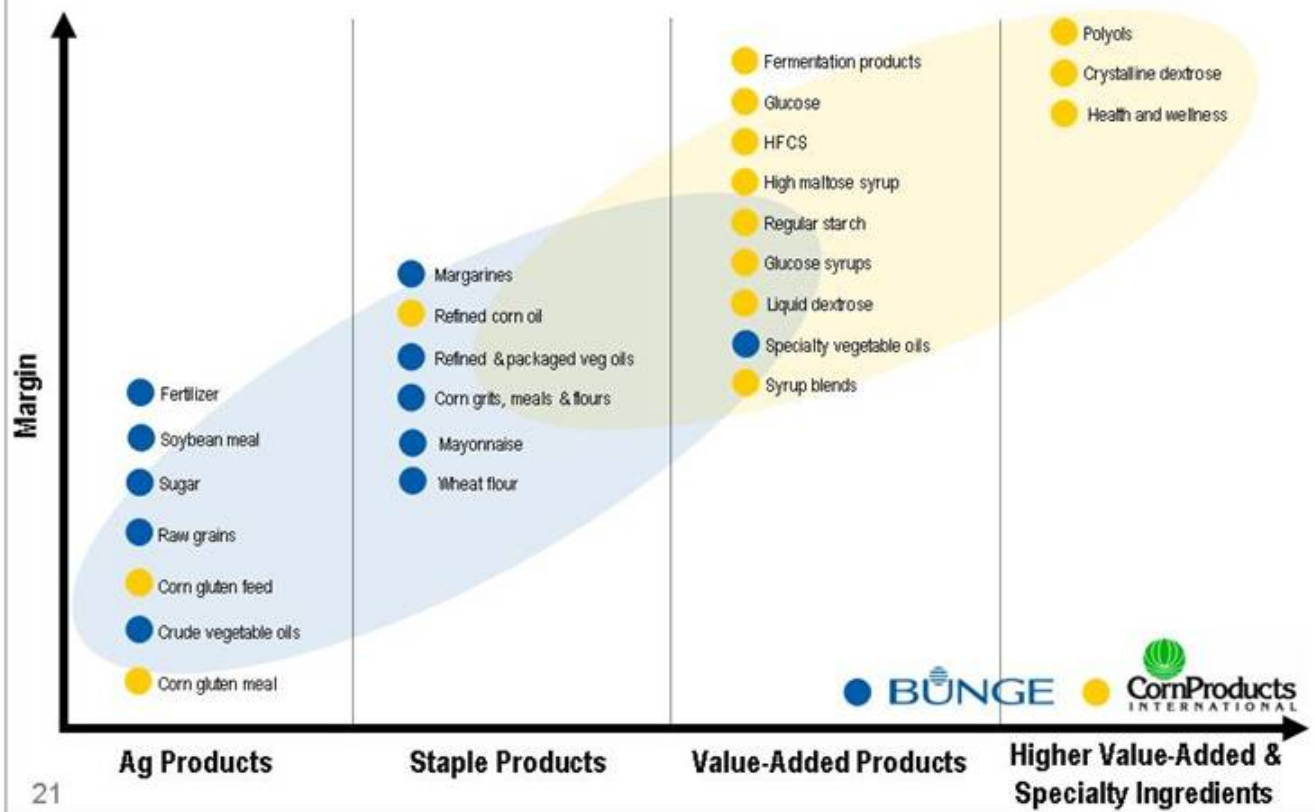 Margin
Fertilizer
Soybean meal
Sugar
Raw grains
Corn gluten feed
Crude vegetable oils
Corn gluten meal
Margarines
Refined corn oil
Refined & packaged veg oils
Corn grits, meals & flours
Mayonnaise
Wheat flour
Fermentation products
Glucose
HFCS
High maltose syrup
Regular starch
Glucose syrups
Liquid dextrose
Specialty vegetable oils
Syrup blends
Polyols
Crystalline dextrose
Health and wellness
BUNGE
CornProducts
INTERNATIONAL
Ag Products
Staple Products
Value-Added Products
Higher Value-Added &
Specialty Ingredients
21